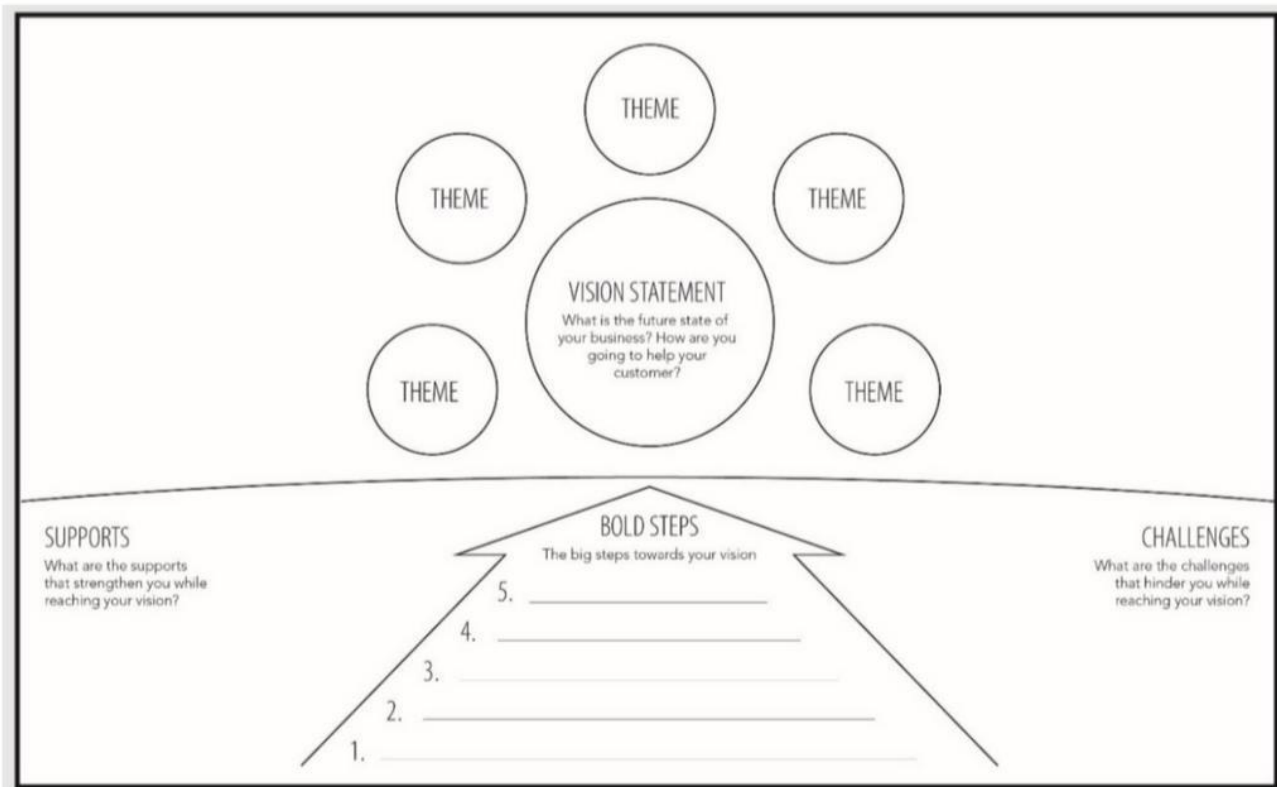 THEME
THEME
THEME
VISION STATEMENT
What is the future state of
your business? How are you
going to help your
customer?
THEME
THEME
SUPPORTS
What are the supports
that strengthen you while
reaching your vision?
BOLD STEPS
The big steps towards your vision
5.
4.
3.
2.
1.
CHALLENGES
What are the challenges
that hinder you while
reaching your vision?